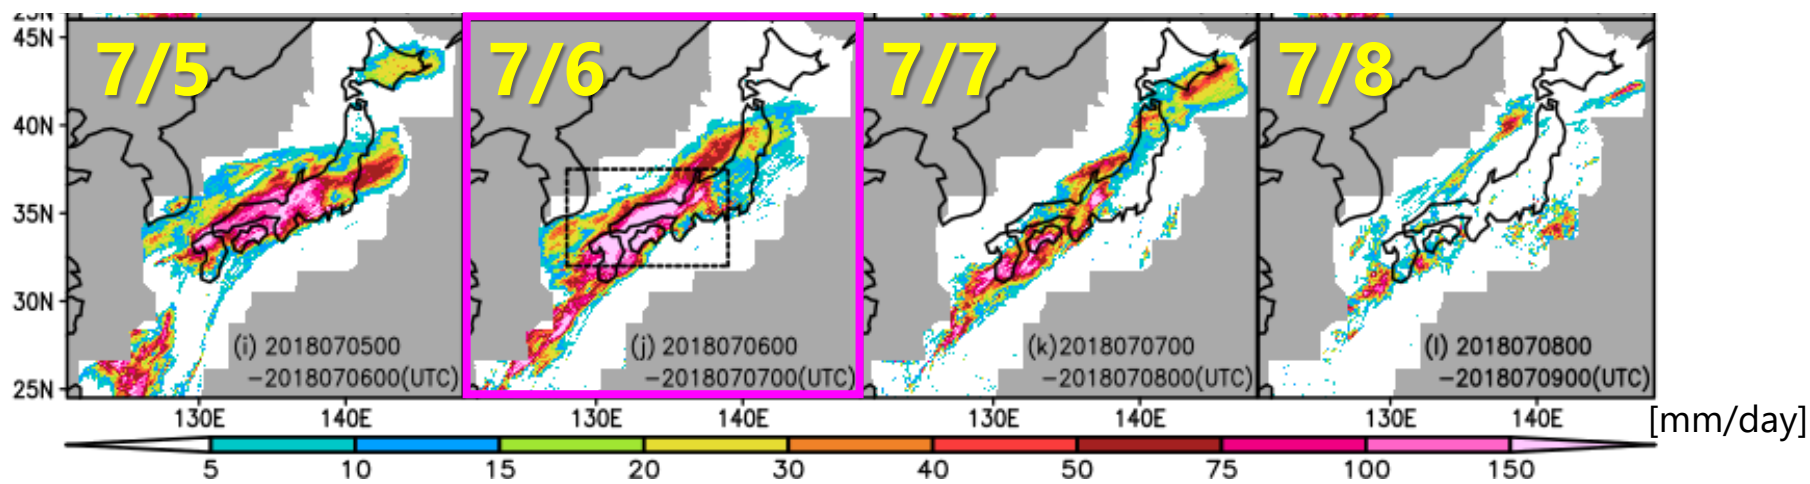 25N
7/5 7/6 7/7 7/8
45N
40N
35N
30N
25N
(i) 2018070500
-2018070600(UTC)
(j) 2018070600
-2018070700(UTC)
(k)2018070700
-2018070800(UTC)
(l) 2018070800
-2018070900(UTC)
130E 140E 130E 140E 130E 140E 130E 140E
[mm/day]
5 10 15 20 30 40 50 75 100 150